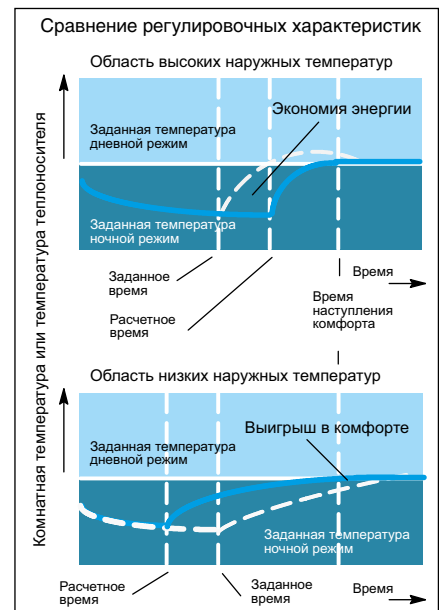 Сравнение регулировочных характеристик
Комнатная температура или температура теплоносителя
Область высоких наружных температур
Экономия энергии
Заданная температура
дневной режим
Заданная температура
ночной режим
Заданное
время
Расчетное
время
Время
Время
наступления
комфорта
Область низких наружных температур
Выигрыш в комфорте
Заданная температура
дневной режим
Заданная температура
ночной режим
Расчетное
время
Заданное
время
Время